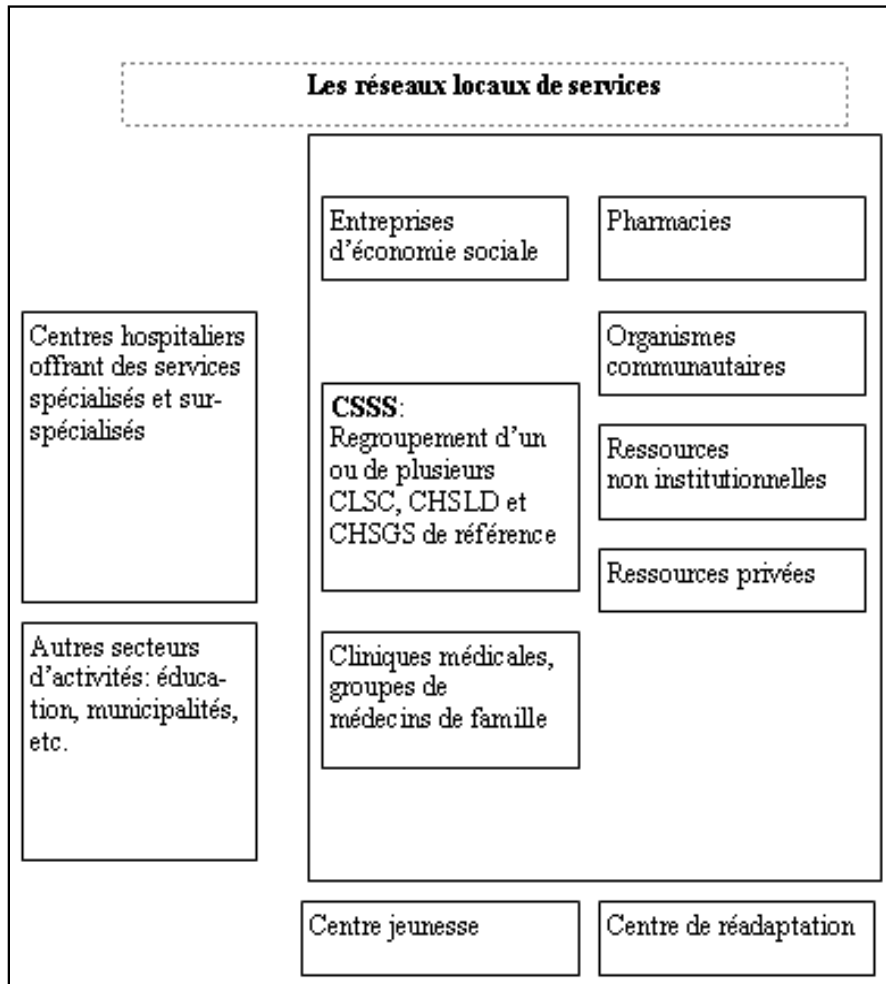 Les réseaux locaux de services
Entreprises
d'économie sociale
Pharmacies
Centres hospitaliers
offrant des services
spécialisés et sur-
spécialisés
Organismes
communautaires
CSSS:
Regroupement d'un
ou de plusieurs
CLSC, CHSLD et
CHSGS de référence
Ressources
non institutionnelles
Ressources privées
Autres secteurs
d'activités: éduca-
tion, municipalités,
etc.
Cliniques médicales,
groupes de
médecins de famille
Centre jeunesse
Centre de réadaptation